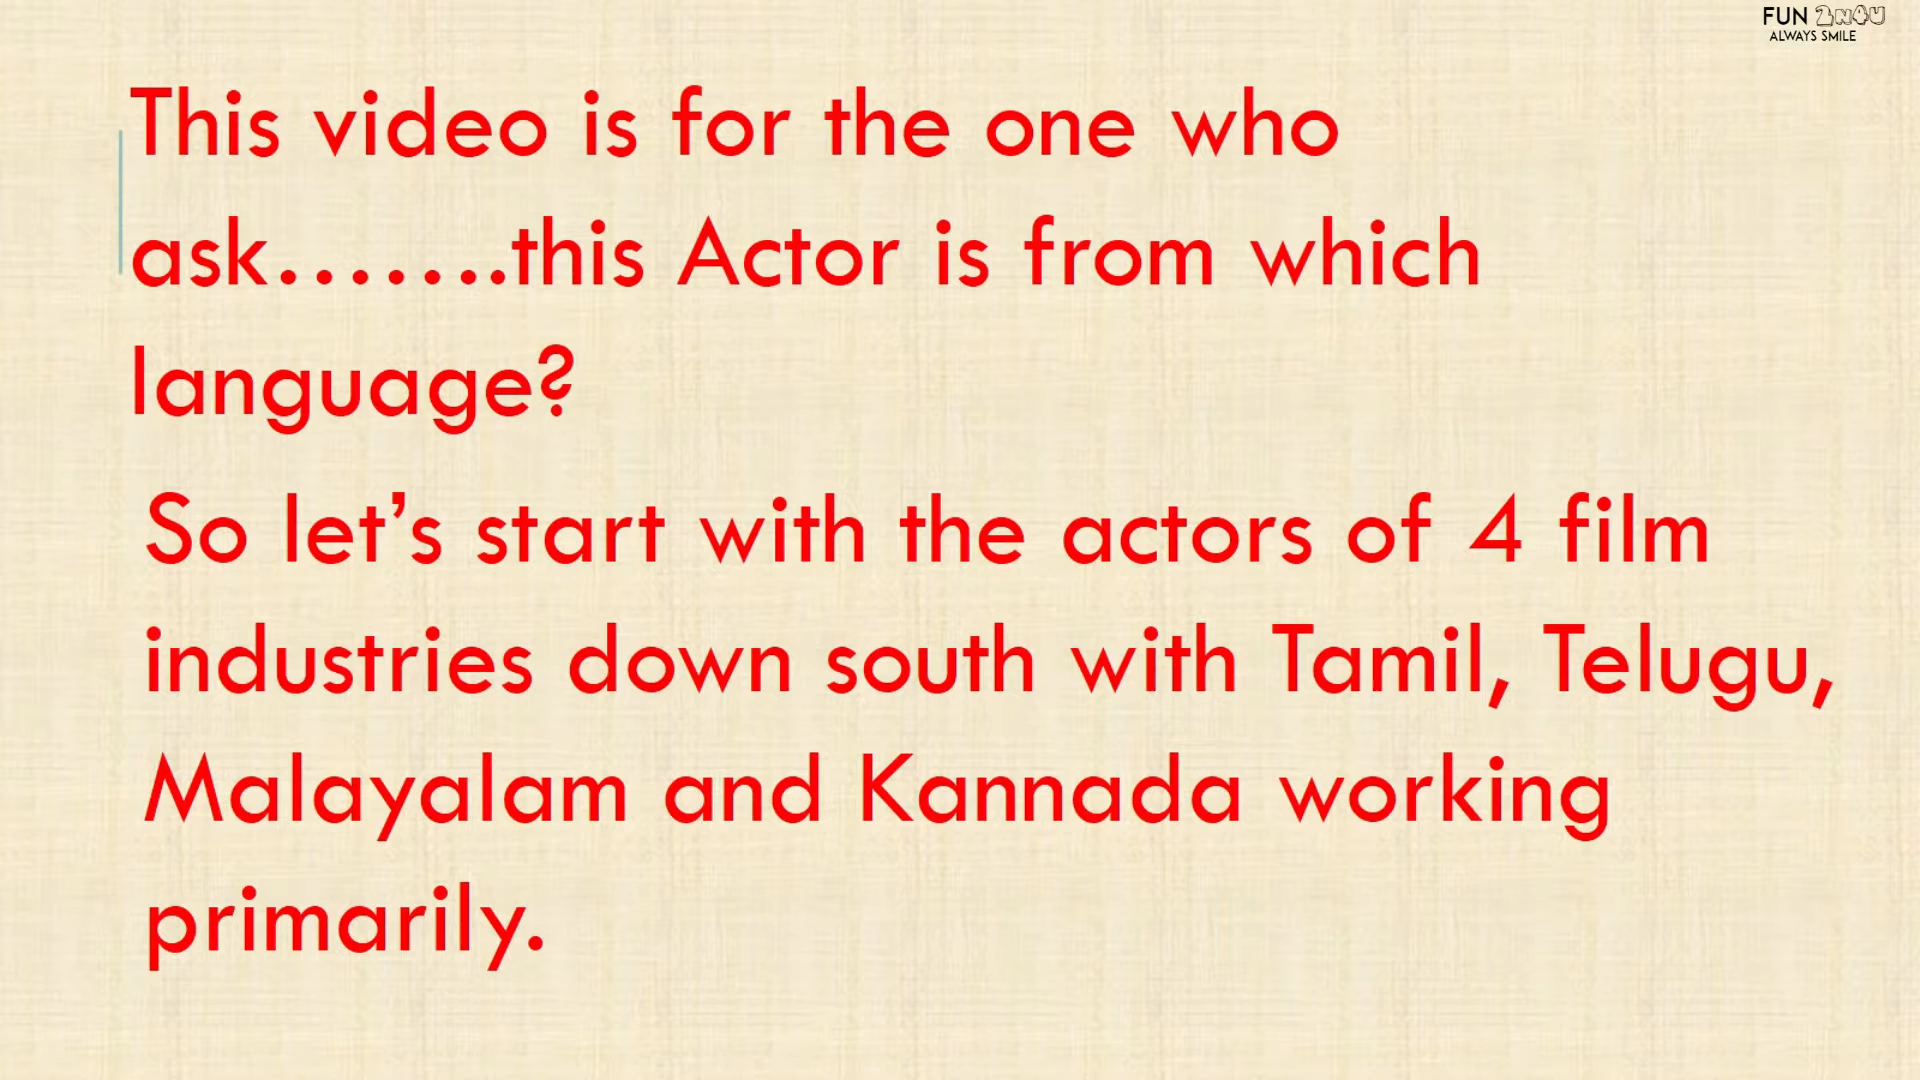 FUN 2N4U
ALWAYS SMILE
This video is for the one who
ask…….this Actor is from which
language?
So let’s start with the actors of 4 film
industries down south with Tamil, Telugu,
Malayalam and Kannada working
primarily.